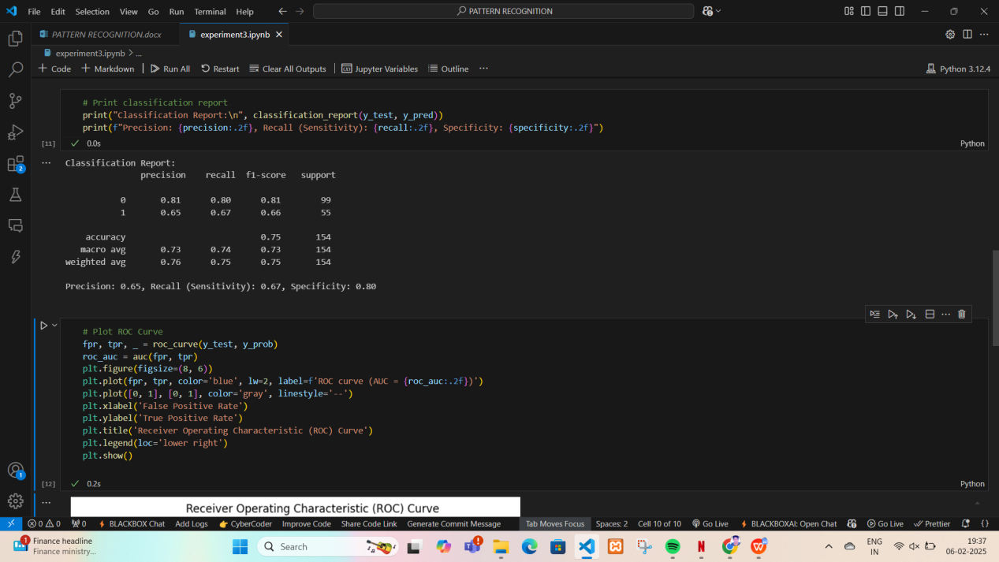 File Edit Selection View Go Run Terminal Help
PATTERN RECOGNITION
PATTERN RECOGNITION.docx
experiment3.ipynb
experiment3.ipynb > ...
+ Code + Markdown | Run All Restart Clear All Outputs | Jupyter Variables Outline ...
Python 3.12.4
# Print classification report
print("Classification Report:\n", classification_report(y_test, y_pred))
print(f"Precision: {precision:.2f}, Recall (Sensitivity): {recall:.2f}, Specificity: {specificity:.2f}")
[11] 0.0s Python
... Classification Report:
precision recall f1-score support
0 0.81 0.80 0.81 99
1 0.65 0.67 0.66 55
accuracy 0.75 154
macro avg 0.73 0.74 0.73 154
weighted avg 0.76 0.75 0.75 154
Precision: 0.65, Recall (Sensitivity): 0.67, Specificity: 0.80
# Plot ROC Curve
fpr, tpr, _ = roc_curve(y_test, y_prob)
roc_auc = auc(fpr, tpr)
plt.figure(figsize=(8, 6))
plt.plot(fpr, tpr, color='blue', lw=2, label=f'ROC curve (AUC = {roc_auc:.2f})')
plt.plot([0, 1], [0, 1], color='gray', linestyle='--')
plt.xlabel('False Positive Rate')
plt.ylabel('True Positive Rate')
plt.title('Receiver Operating Characteristic (ROC) Curve')
plt.legend(loc='lower right')
plt.show()
[12] 0.2s Python
... Receiver Operating Characteristic (ROC) Curve
2
1
0 0 0 BLACKBOX Chat Add Logs CyberCoder Improve Code Share Code Link Generate Commit Message Tab Moves Focus Spaces: 2 Cell 10 of 10 Go Live BLACKBOXAI: Open Chat Go Live Prettier {}
1 Finance headline
Finance ministry...
Search
ENG
IN
19:37
06-02-2025